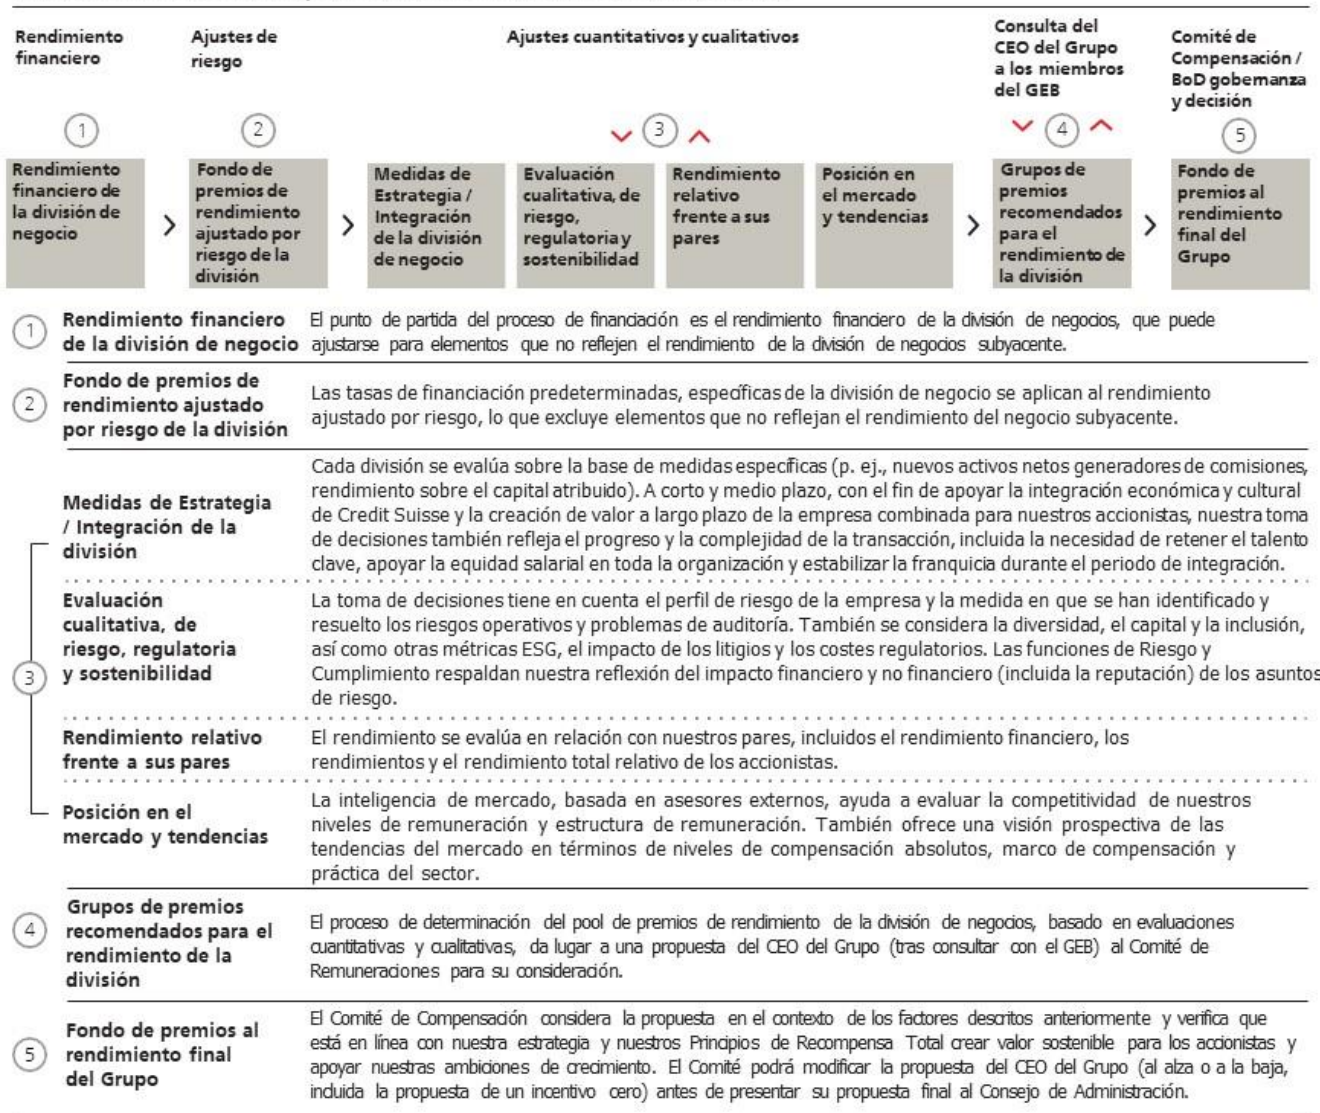 Rendimiento
financiero
Ajustes de
riesgo
Ajustes cuantitativos y cualitativos
Consulta del
CEO del Grupo
a los miembros
del GEB
Comité de
Compensación /
BoD gobernanza
y decisión
1
2
3
4
5
Rendimiento
financiero de
la división de
negocio
>
Fondo de
premios de
rendimiento
ajustado por
riesgo de la
división
>
Medidas de
Estrategia /
Integración
de la división
de negocio
Evaluación
cualitativa, de
riesgo,
regulatoria y
sostenibilidad
Rendimiento
relativo
frente a sus
pares
Posición en
el mercado
y tendencias
>
Grupos de
premios
recomendados
para el
rendimiento de
la división
>
Fondo de
premios al
rendimiento
final del
Grupo
1
Rendimiento financiero
de la división de negocio
El punto de partida del proceso de financiación es el rendimiento financiero de la división de negocios, que puede
ajustarse para elementos que no reflejen el rendimiento de la división de negocios subyacente.
2
Fondo de premios de
rendimiento ajustado
por riesgo de la división
Las tasas de financiación predeterminadas, específicas de la división de negocio se aplican al rendimiento
ajustado por riesgo, lo que excluye elementos que no reflejan el rendimiento del negocio subyacente.
3
Medidas de Estrategia
/ Integración de la
división
Cada división se evalúa sobre la base de medidas específicas (p. ej., nuevos activos netos generadores de comisiones,
rendimiento sobre el capital atribuido). A corto y medio plazo, con el fin de apoyar la integración económica y cultural
de Credit Suisse y la creación de valor a largo plazo de la empresa combinada para nuestros accionistas, nuestra toma
de decisiones también refleja el progreso y la complejidad de la transacción, incluida la necesidad de retener el talento
clave, apoyar la equidad salarial en toda la organización y estabilizar la franquicia durante el periodo de integración.
Evaluación
cualitativa, de
riesgo, regulatoria
y sostenibilidad
La toma de decisiones tiene en cuenta el perfil de riesgo de la empresa y la medida en que se han identificado y
resuelto los riesgos operativos y problemas de auditoría. También se considera la diversidad, el capital y la inclusión,
así como otras métricas ESG, el impacto de los litigios y los costes regulatorios. Las funciones de Riesgo y
Cumplimiento respaldan nuestra reflexión del impacto financiero y no financiero (incluida la reputación) de los asuntos
de riesgo.
Rendimiento relativo
frente a sus pares
El rendimiento se evalúa en relación con nuestros pares, incluidos el rendimiento financiero, los
rendimientos y el rendimiento total relativo de los accionistas.
Posición en el
mercado y tendencias
La inteligencia de mercado, basada en asesores externos, ayuda a evaluar la competitividad de nuestros
niveles de remuneración y estructura de remuneración. También ofrece una visión prospectiva de las
tendencias del mercado en términos de niveles de compensación absolutos, marco de compensación y
práctica del sector.
4
Grupos de premios
recomendados para el
rendimiento de la
división
El proceso de determinación del pool de premios de rendimiento de la división de negocios, basado en evaluaciones
cuantitativas y cualitativas, da lugar a una propuesta del CEO del Grupo (tras consultar con el GEB) al Comité de
Remuneraciones para su consideración.
5
Fondo de premios al
rendimiento final
del Grupo
El Comité de Compensación considera la propuesta en el contexto de los factores descritos anteriormente y verifica que
está en línea con nuestra estrategia y nuestros Principios de Recompensa Total crear valor sostenible para los accionistas y
apoyar nuestras ambiciones de crecimiento. El Comité podrá modificar la propuesta del CEO del Grupo (al alza o a la baja,
incluida la propuesta de un incentivo cero) antes de presentar su propuesta final al Consejo de Administración.